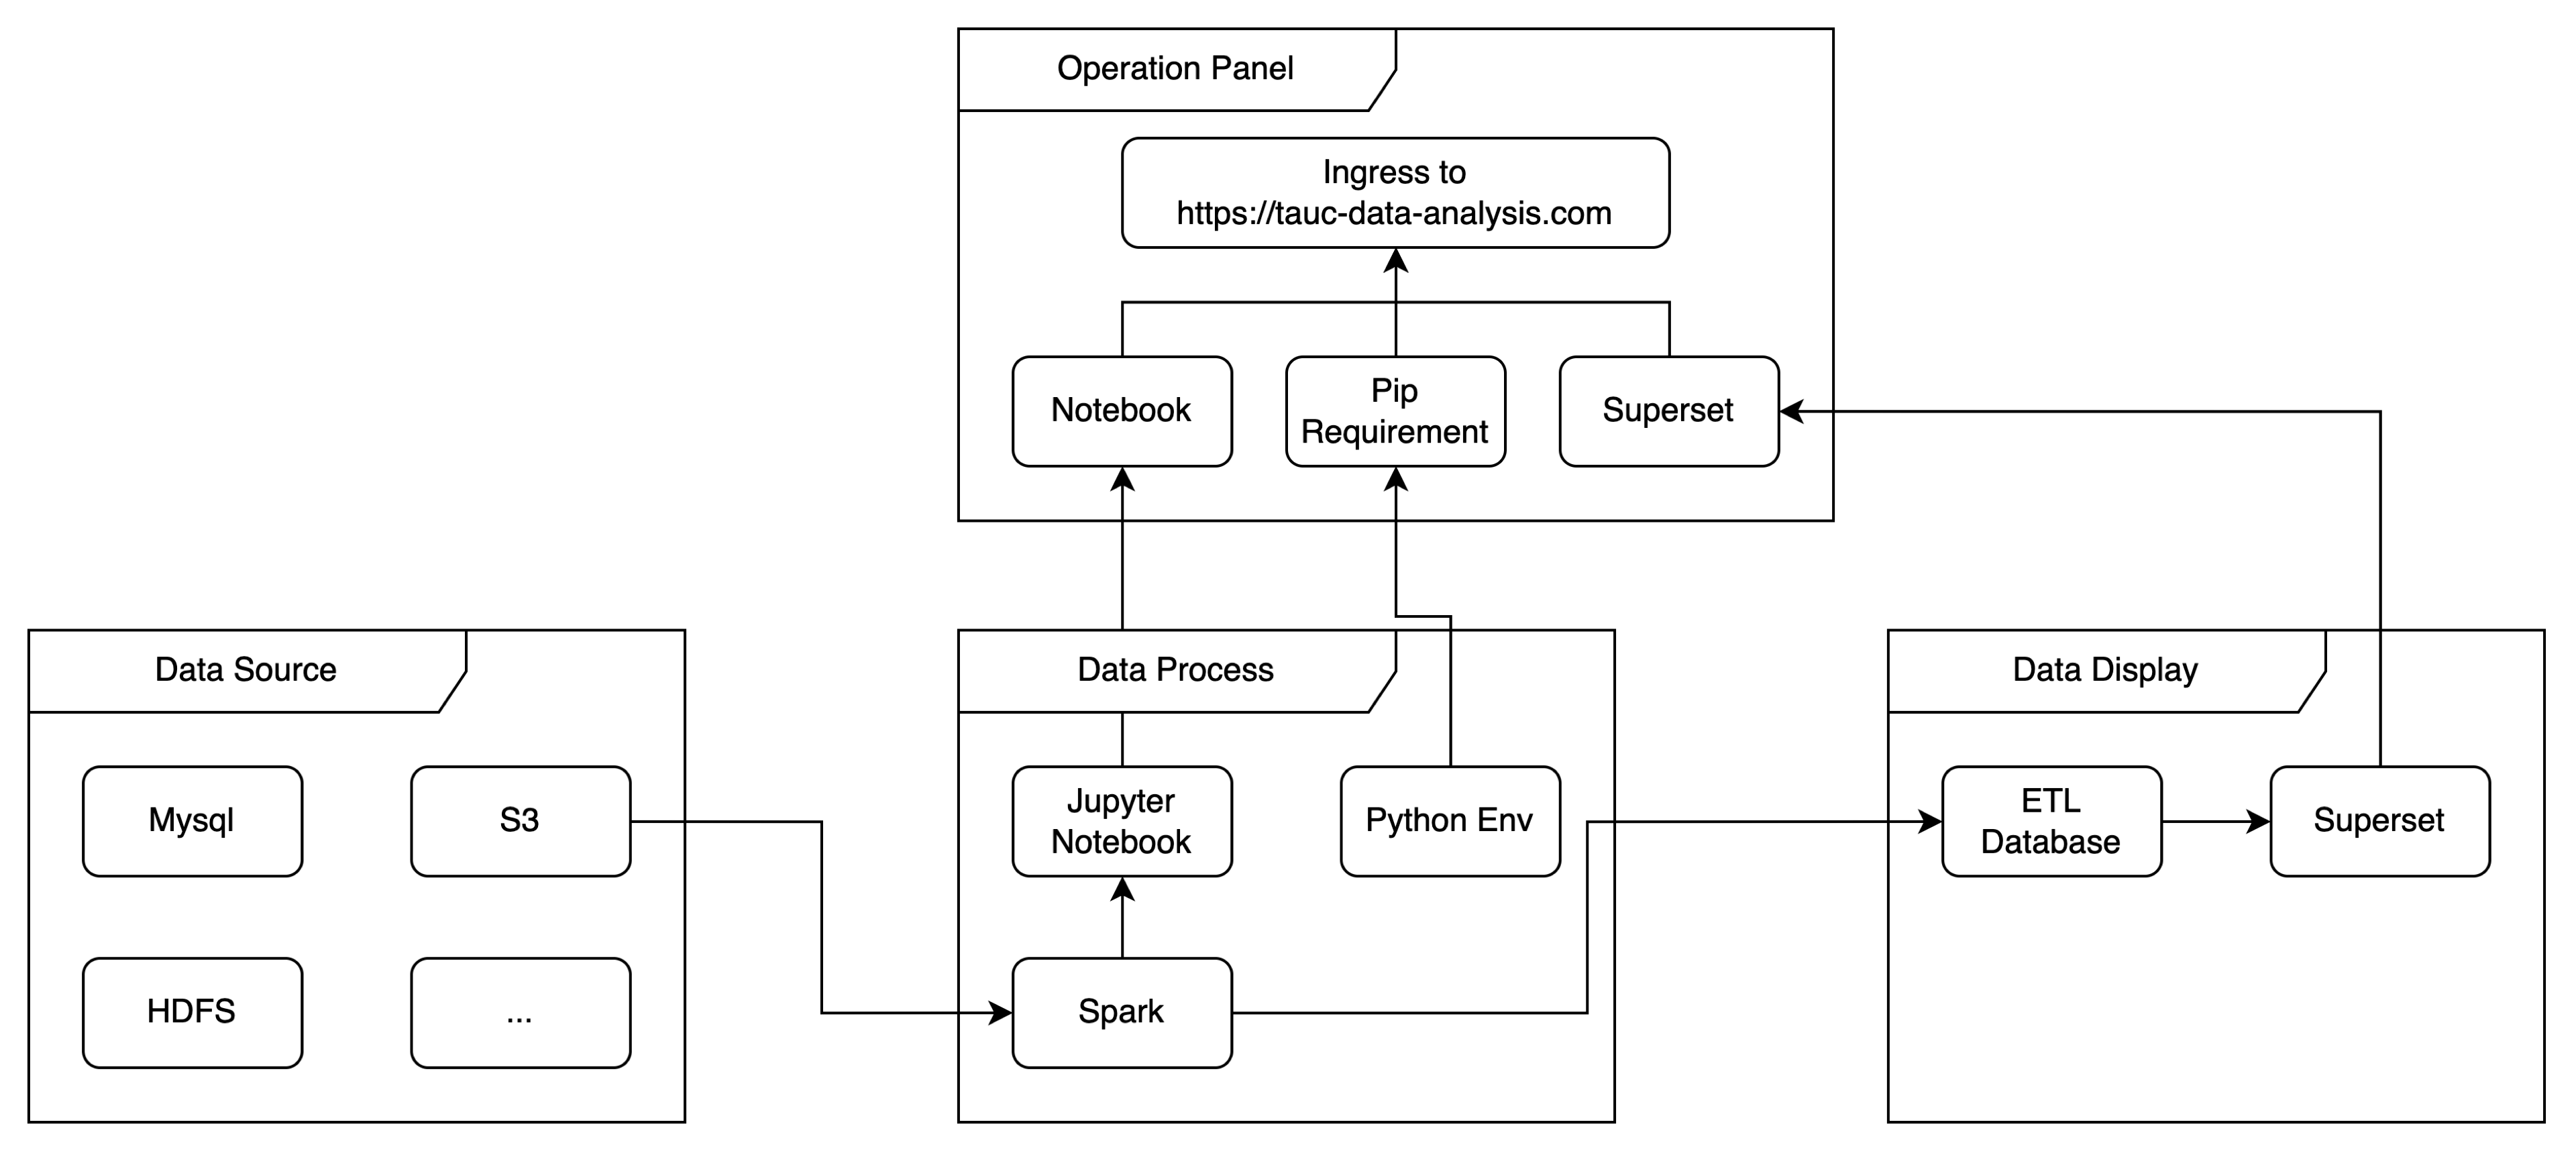 Operation Panel
Ingress to
https://tauc-data-analysis.com
Notebook
Pip
Requirement
Superset
Data Source
Mysql
S3
HDFS
...
Data Process
Jupyter
Notebook
Python Env
Spark
Data Display
ETL
Database
Superset